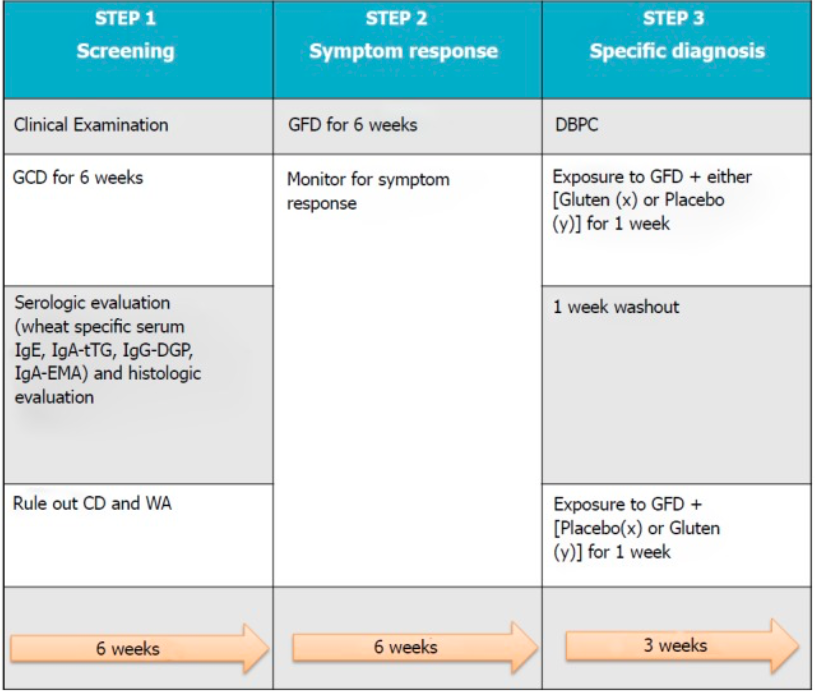 STEP 1
Screening
STEP 2
Symptom response
STEP 3
Specific diagnosis
Clinical Examination
GFD for 6 weeks
DBPC
GCD for 6 weeks
Monitor for symptom
response
Exposure to GFD + either
[Gluten (x) or Placebo
(y)] for 1 week
Serologic evaluation
(wheat specific serum
IgE, IgA-tTG, IgG-DGP,
IgA-EMA) and histologic
evaluation
1 week washout
Rule out CD and WA
Exposure to GFD +
[Placebo(x) or Gluten
(y)] for 1 week
6 weeks
6 weeks
3 weeks